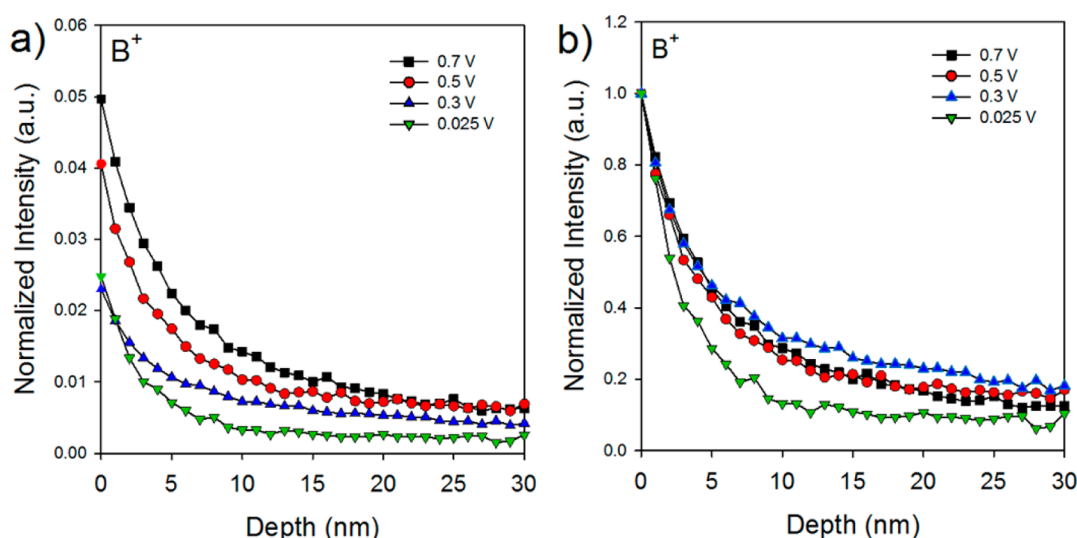 a)
B⁺
0.7 V
0.5 V
0.3 V
0.025 V
Normalized Intensity (a.u.)
0.06
0.05
0.04
0.03
0.02
0.01
0.00
0 5 10 15 20 25 30
Depth (nm)
b)
B⁺
0.7 V
0.5 V
0.3 V
0.025 V
Normalized Intensity (a.u.)
1.2
1.0
0.8
0.6
0.4
0.2
0.0
0 5 10 15 20 25 30
Depth (nm)